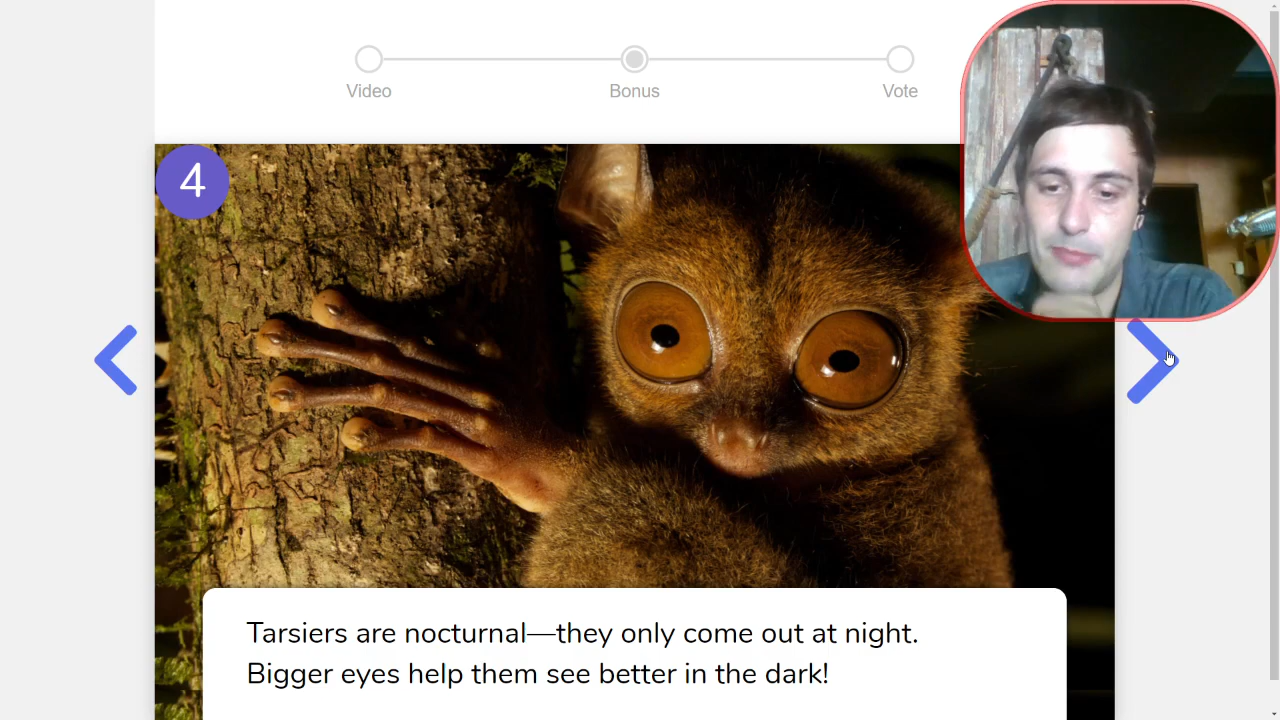 Video
Bonus
Vote
4
Tarsiers are nocturnal—they only come out at night.
Bigger eyes help them see better in the dark!